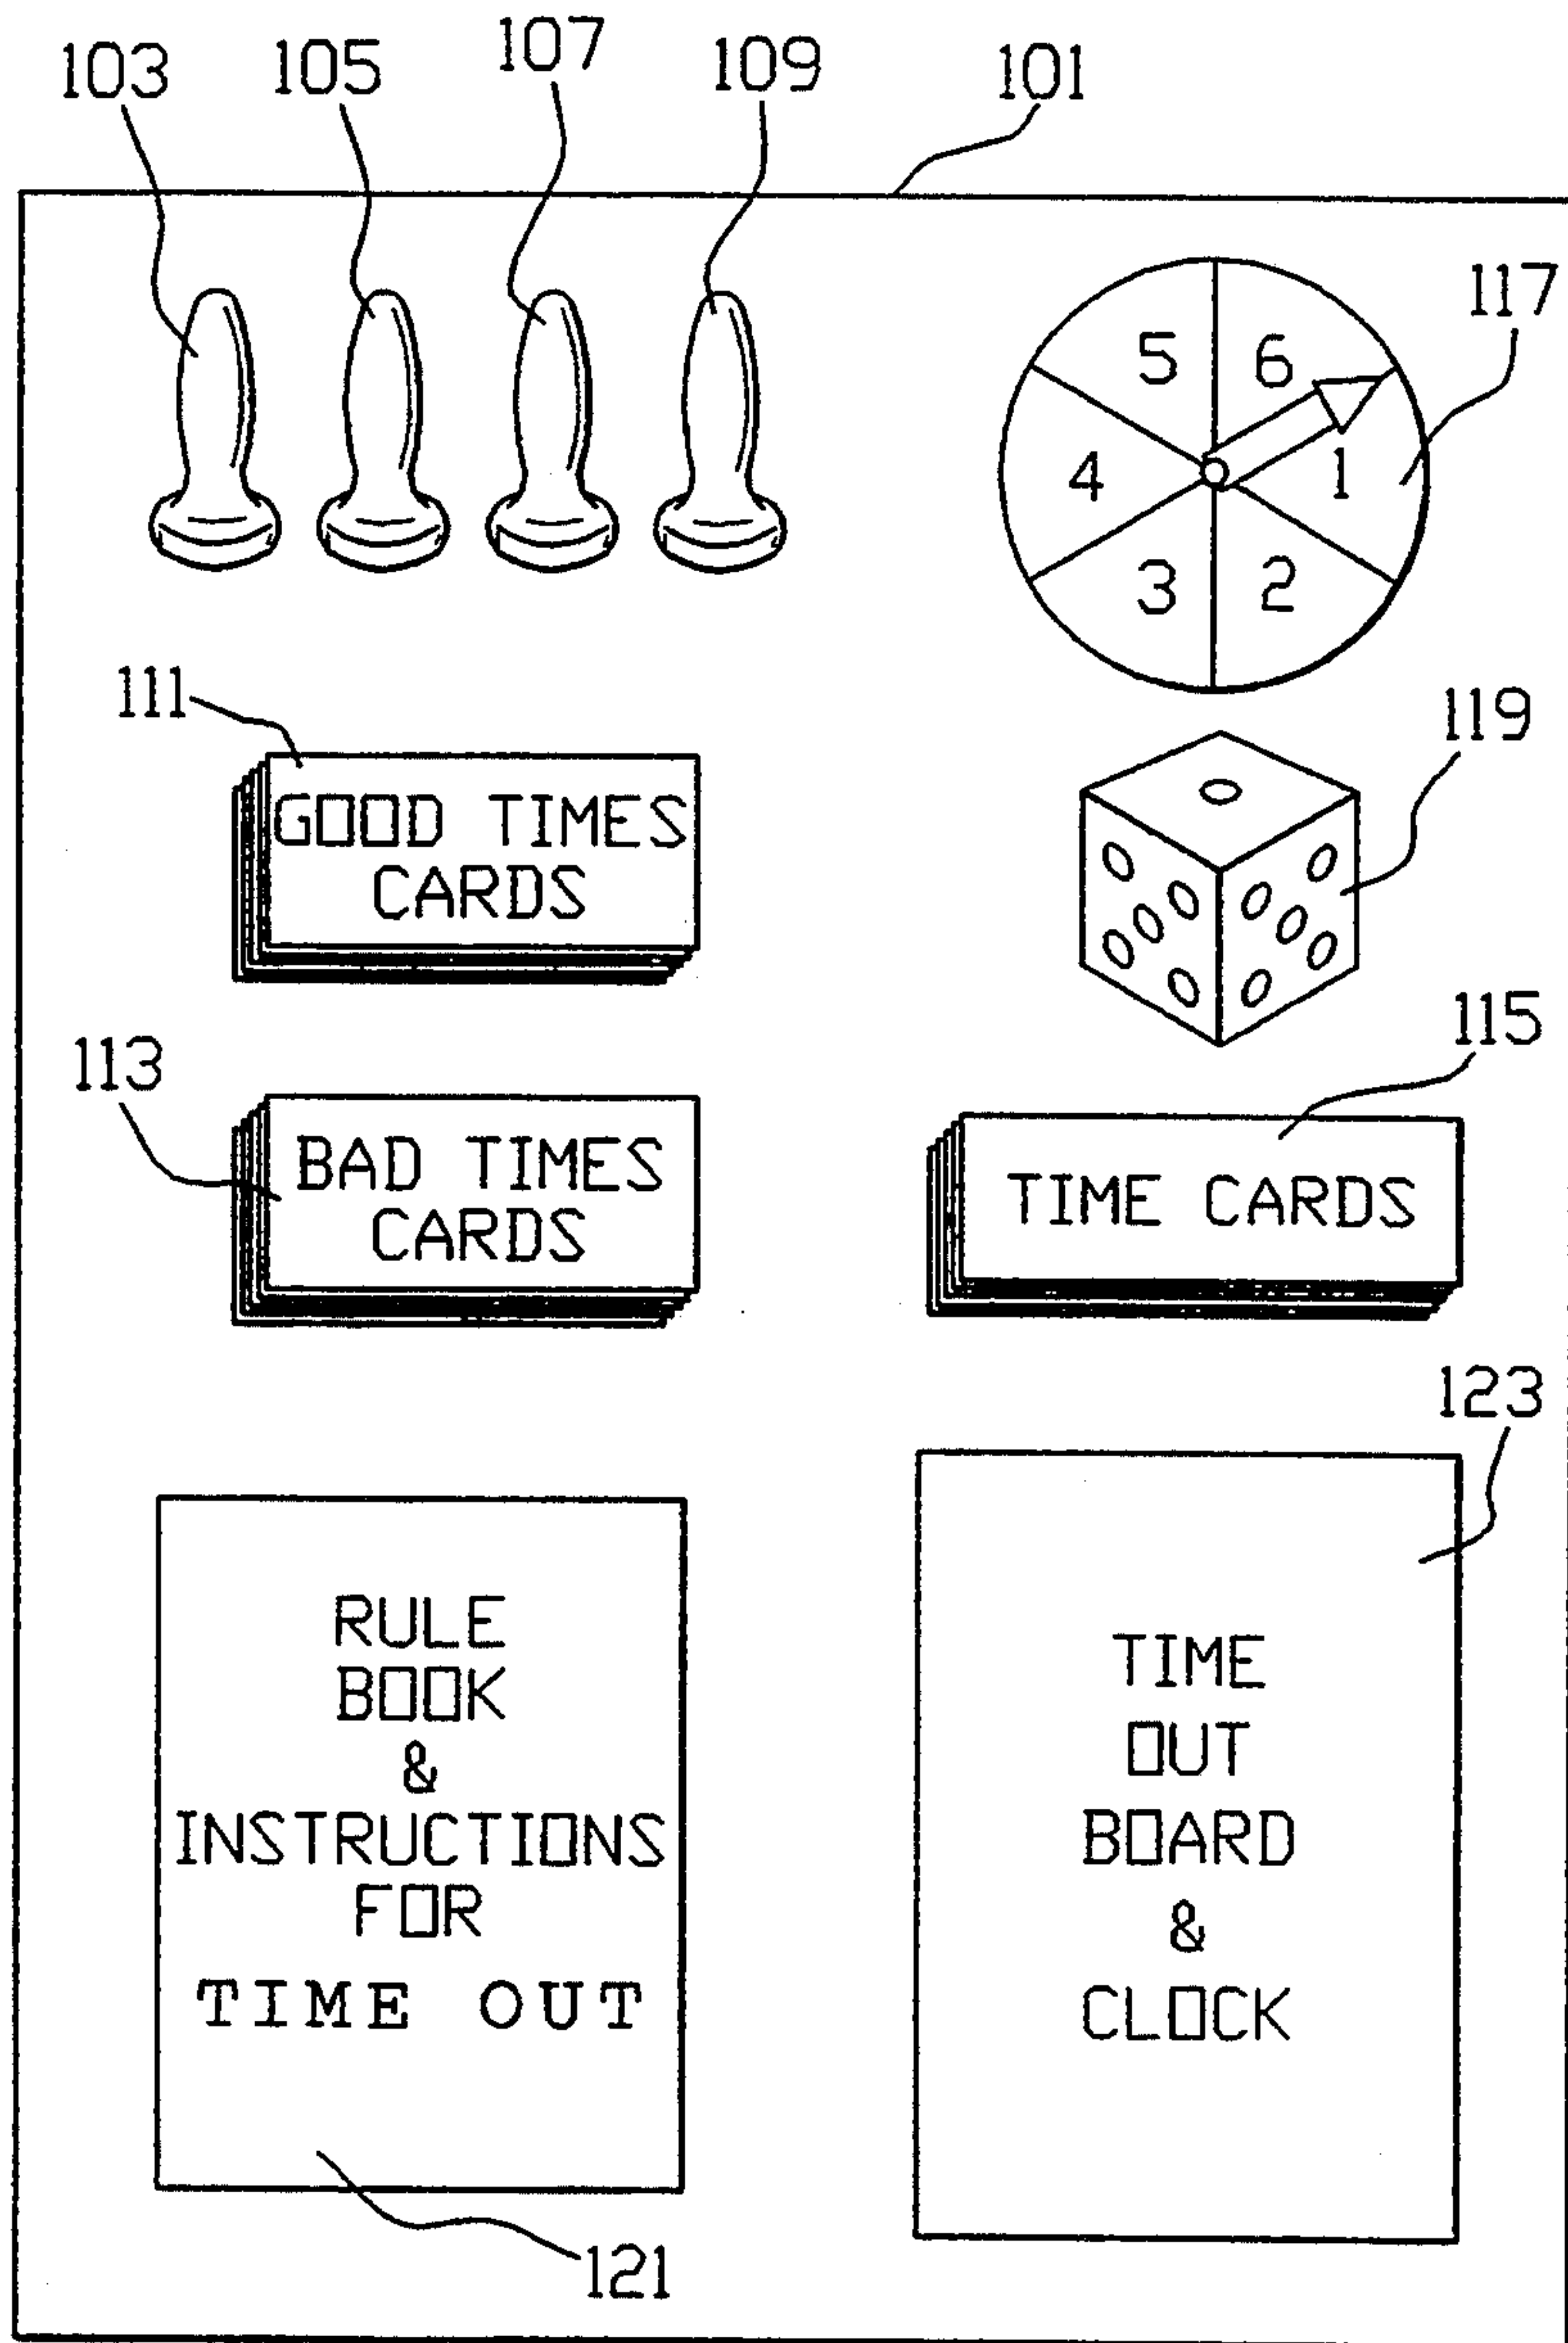 103 105 107 109 101
117
5 6
4 1
3 2
111
GOOD TIMES
CARDS
119
115
113
BAD TIMES
CARDS
TIME CARDS
123
RULE
BOOK
&
INSTRUCTIONS
FOR
TIME OUT
TIME
OUT
BOARD
&
CLOCK
121